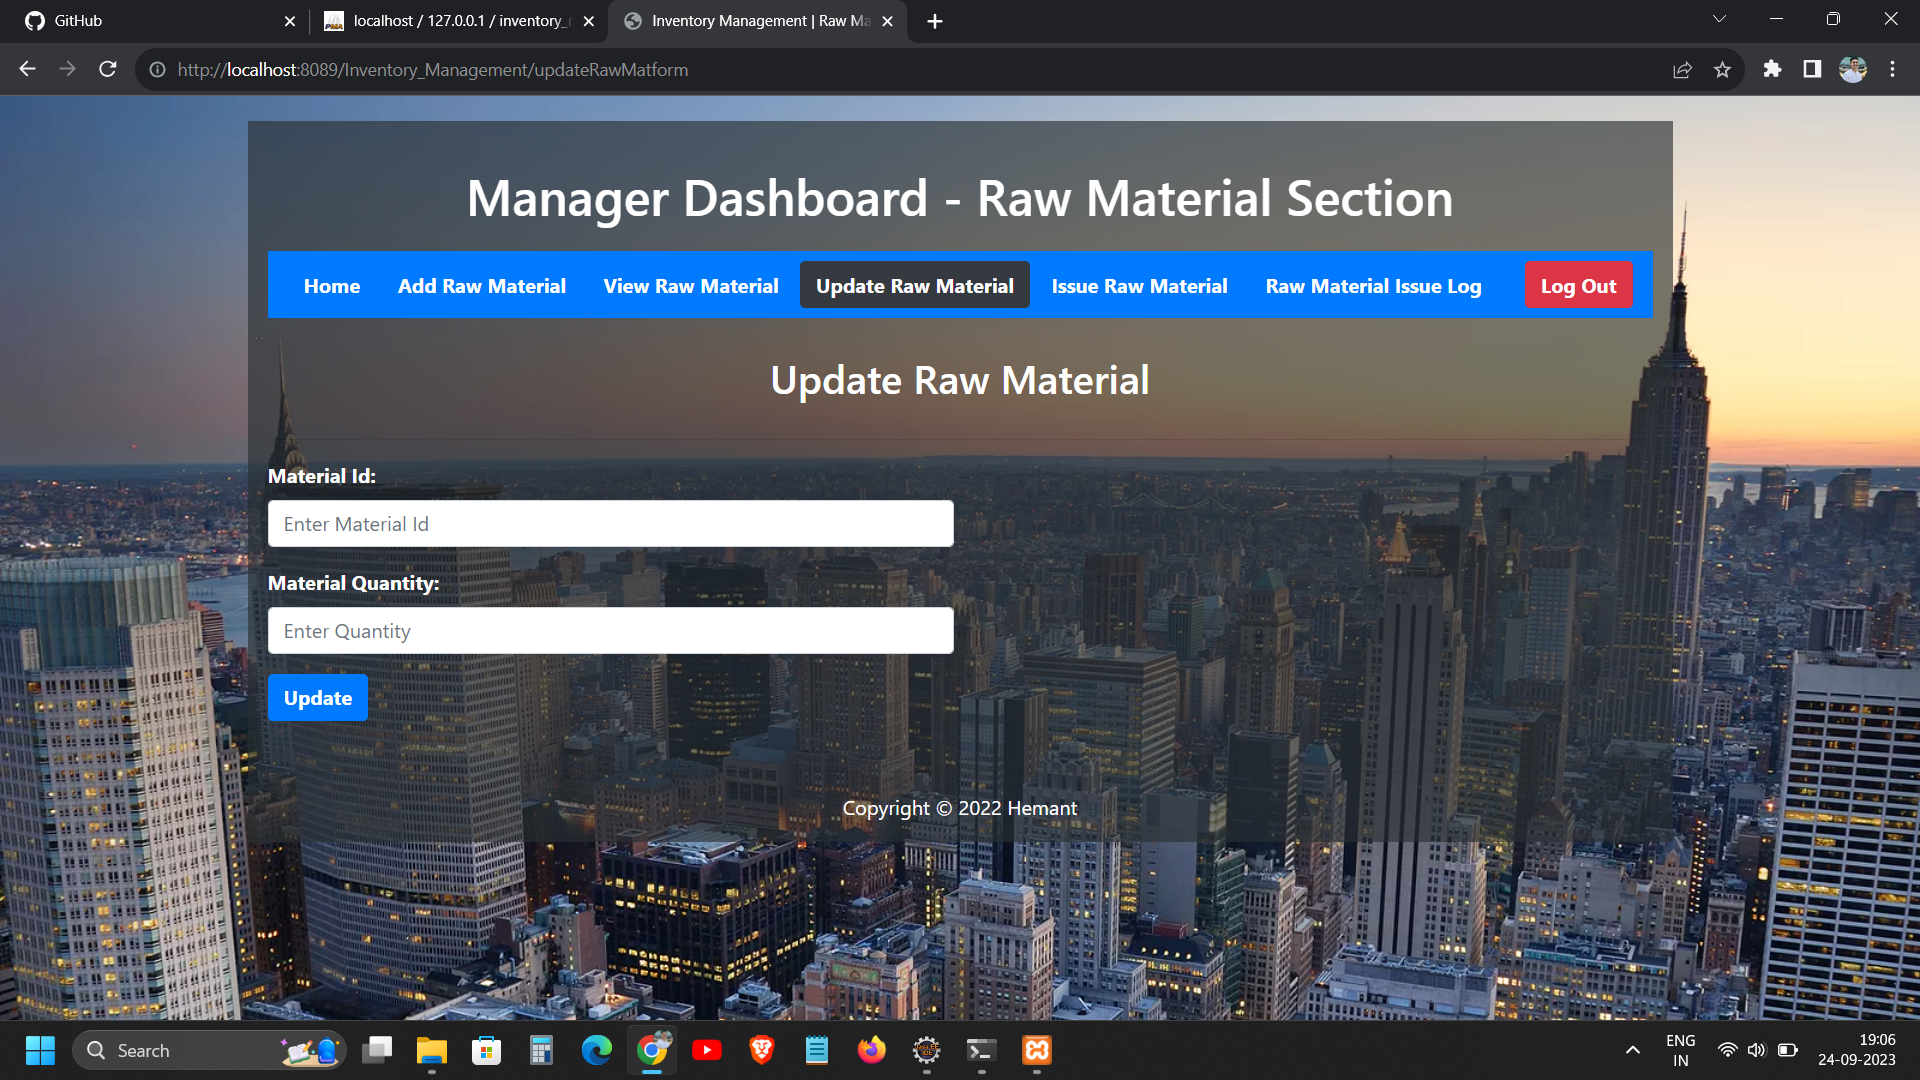 GitHub
localhost / 127.0.0.1 / inventory_
Inventory Management | Raw Ma
http://localhost:8089/Inventory_Management/updateRawMatform
Manager Dashboard - Raw Material Section
Home Add Raw Material View Raw Material Update Raw Material Issue Raw Material Raw Material Issue Log Log Out
Update Raw Material
Material Id:
Enter Material Id
Material Quantity:
Enter Quantity
Update
Copyright © 2022 Hemant
Search
ENG
IN
19:06
24-09-2023